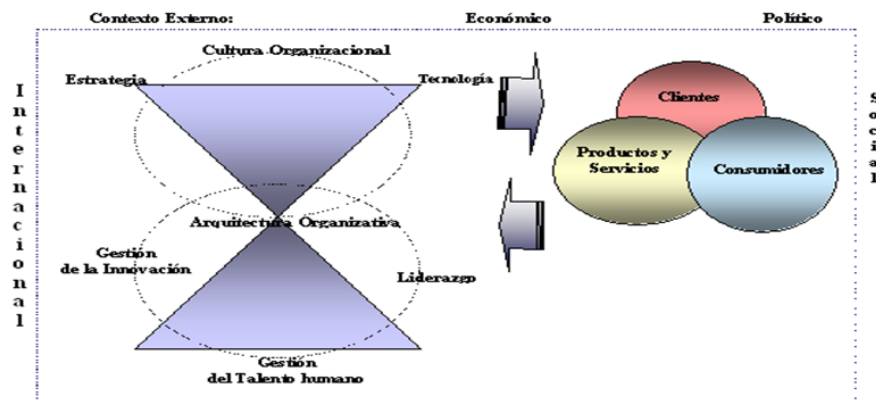 Contexto Externo:
Económico
Político
Cultura Organizacional
Estrategia
Tecnología
Internacional
Clientes
Productos y
Servicios
Consumidores
Social
Arquitectura Organizativa
Gestión
de la Innovación
Liderazgo
Gestión
del Talento humano